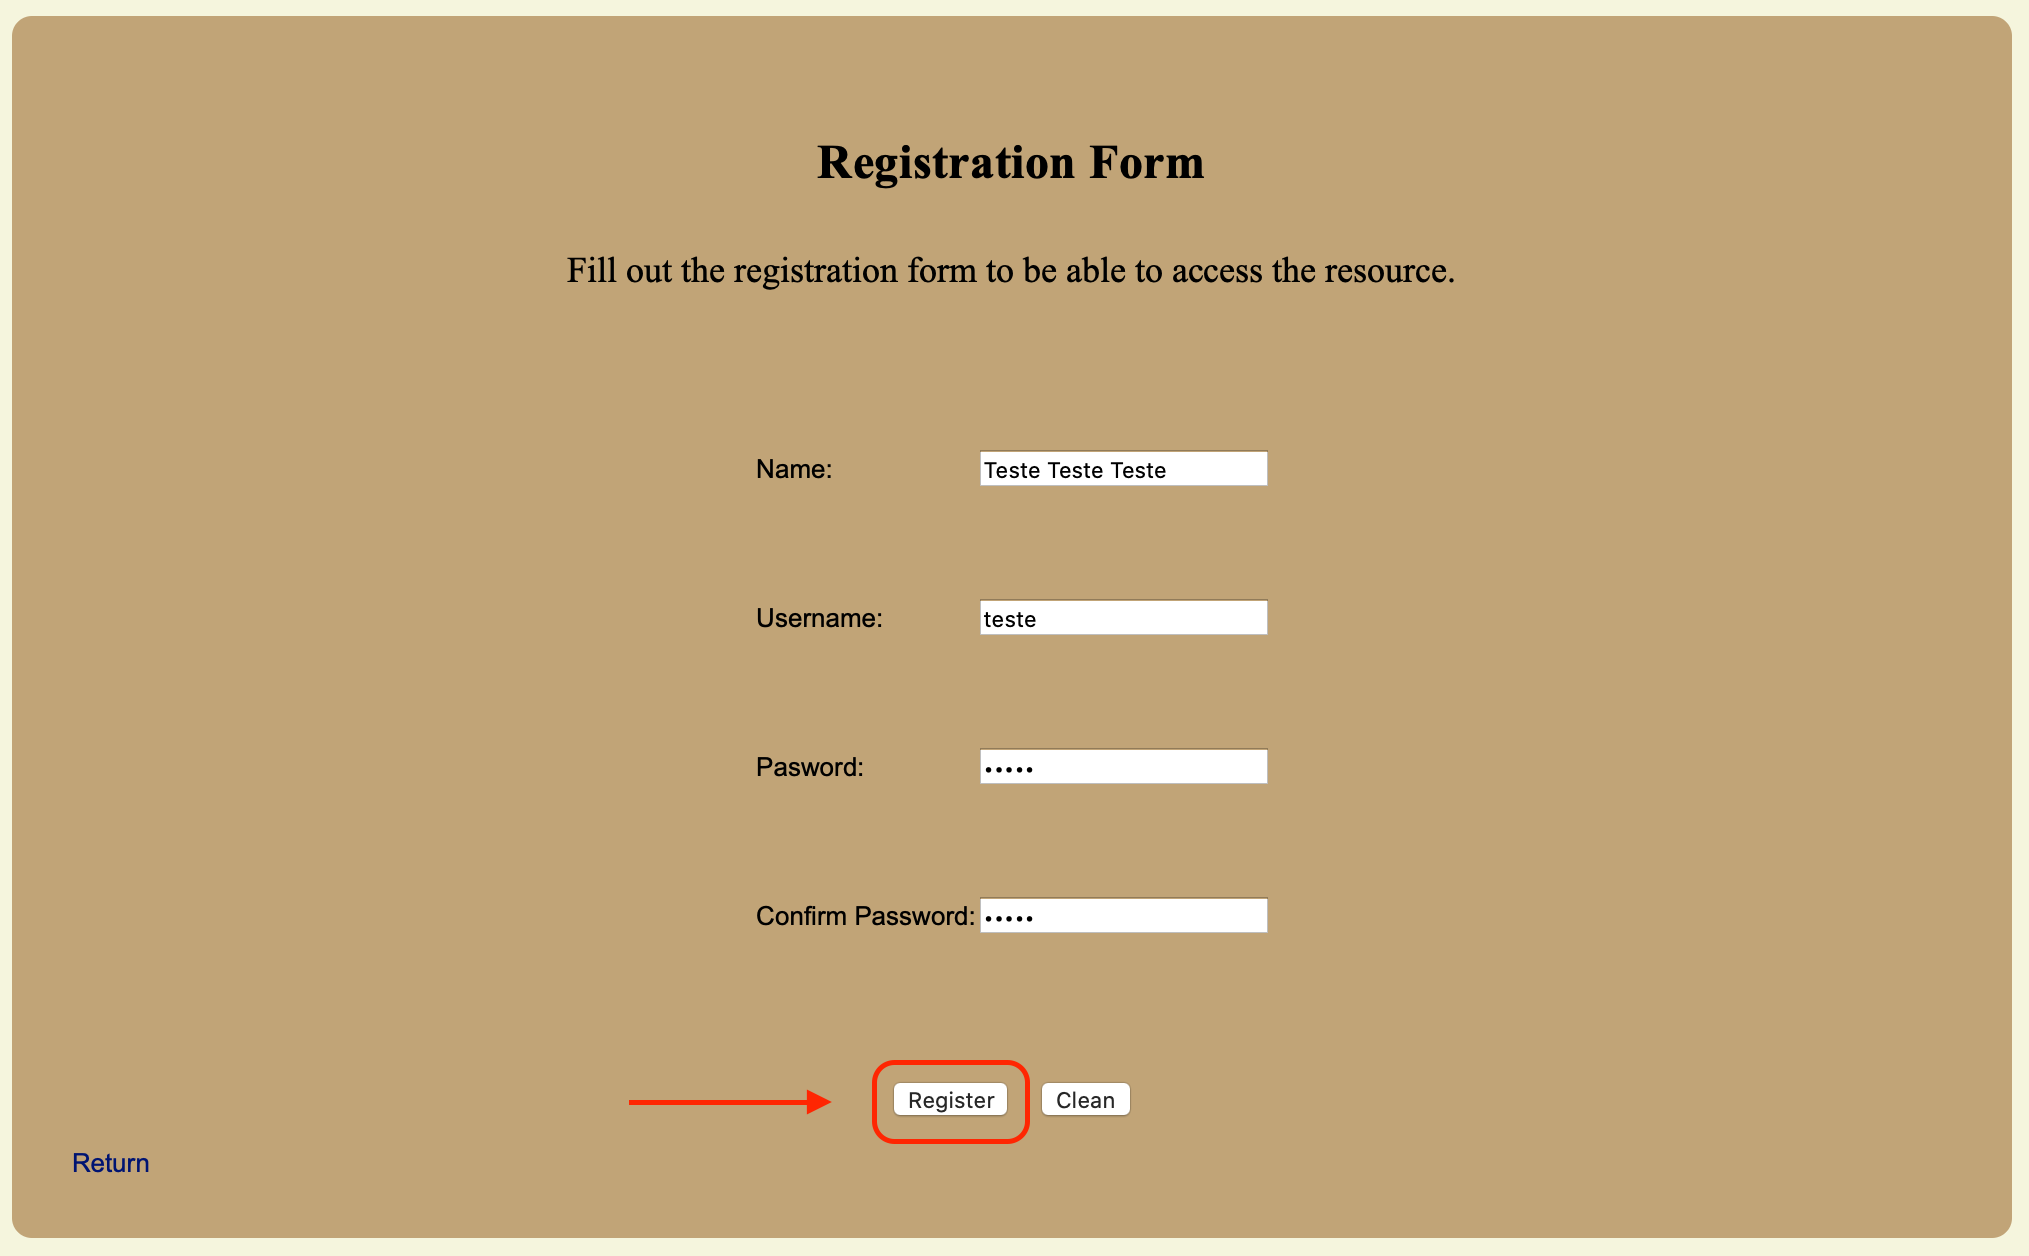 Registration Form
Fill out the registration form to be able to access the resource.
Name: Teste Teste Teste
Username: teste
Pasword: •••••
Confirm Password: •••••
Register Clean
Return